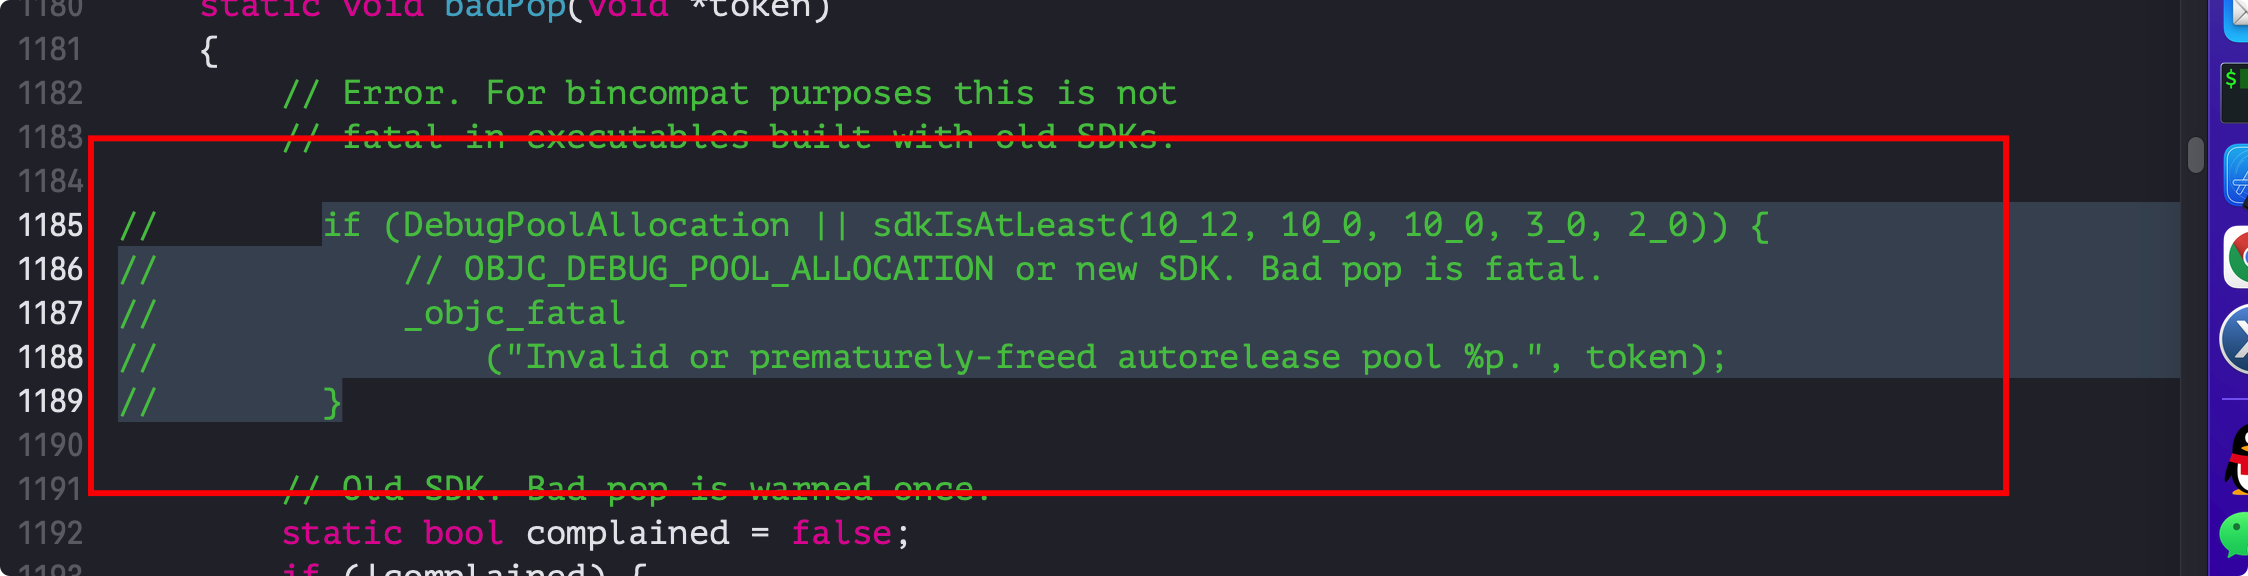 1180 static void badPop(void *token)
1181 {
1182 // Error. For bincompat purposes this is not
1183 // fatal in executables built with old SDKs.
1184
1185 // if (DebugPoolAllocation || sdkIsAtLeast(10_12, 10_0, 10_0, 3_0, 2_0)) {
1186 // // OBJC_DEBUG_POOL_ALLOCATION or new SDK. Bad pop is fatal.
1187 // _objc_fatal
1188 // ("Invalid or prematurely-freed autorelease pool %p.", token);
1189 // }
1190
1191 // Old SDK. Bad pop is warned once.
1192 static bool complained = false;
1193 if (!complained) {
$